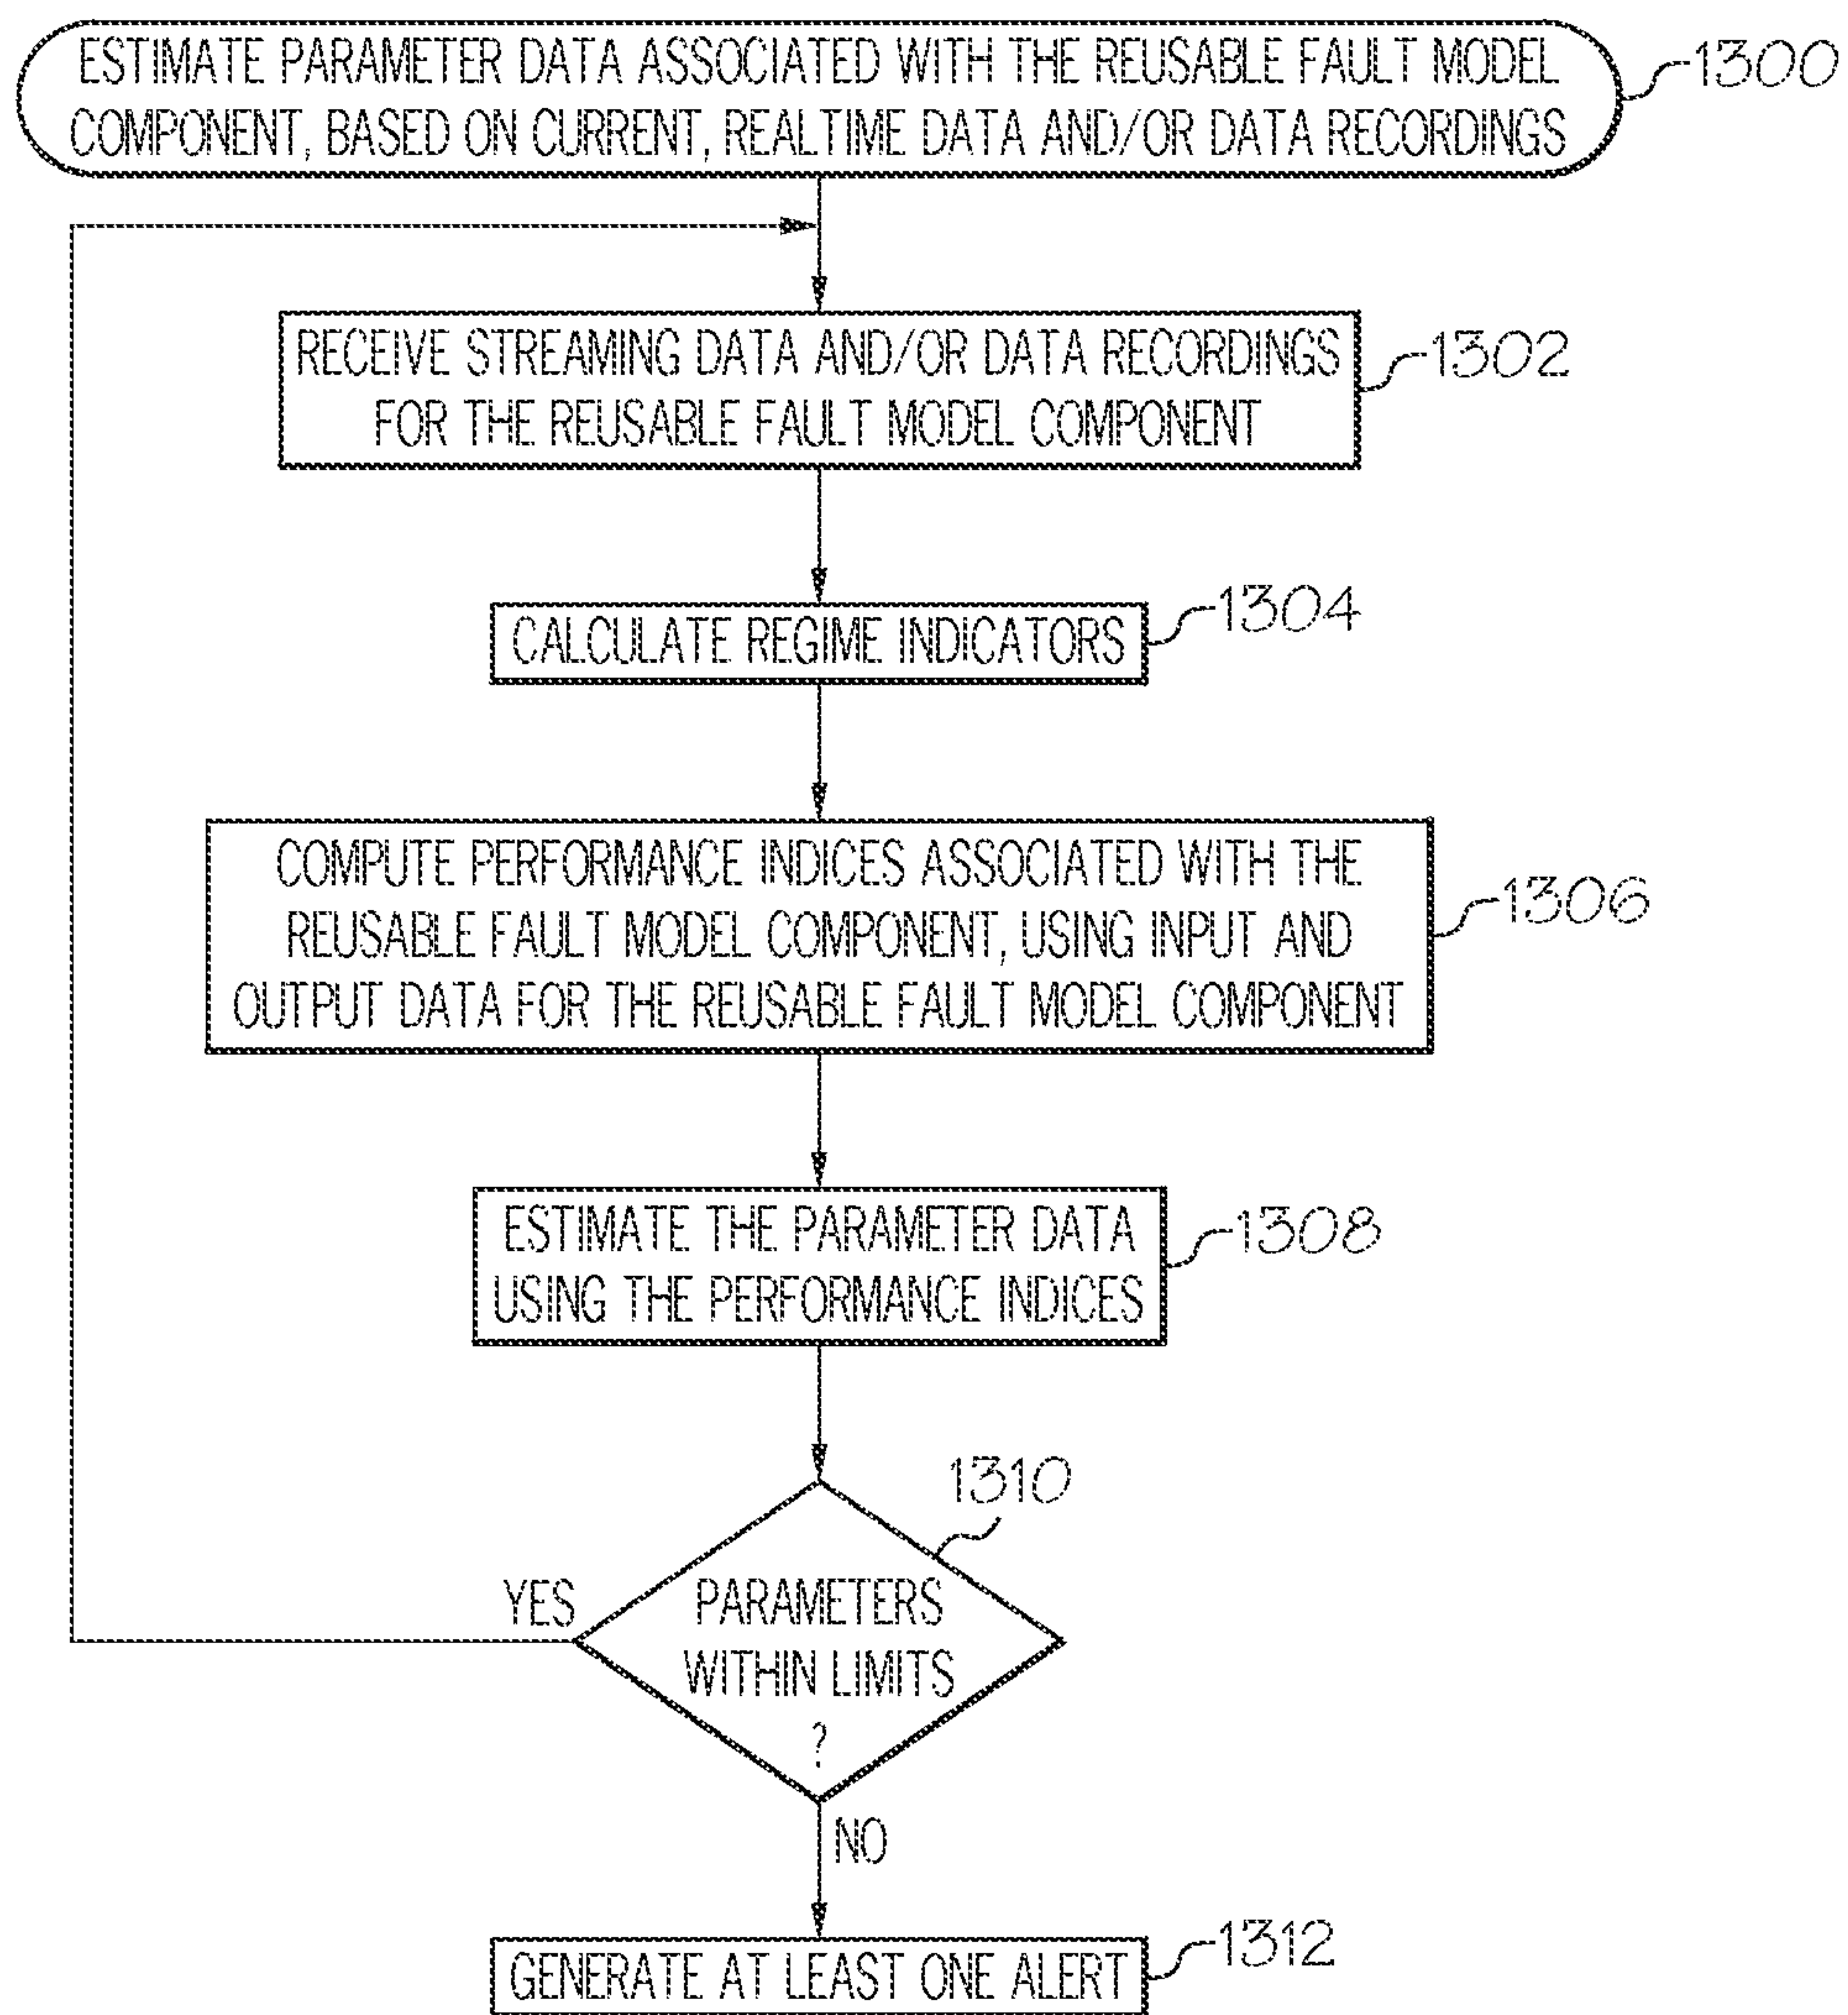 ESTIMATE PARAMETER DATA ASSOCIATED WITH THE REUSABLE FAULT MODEL
COMPONENT, BASED ON CURRENT, REALTIME DATA AND/OR DATA RECORDINGS
1300
RECEIVE STREAMING DATA AND/OR DATA RECORDINGS
FOR THE REUSABLE FAULT MODEL COMPONENT
1302
CALCULATE REGIME INDICATORS
1304
COMPUTE PERFORMANCE INDICES ASSOCIATED WITH THE
REUSABLE FAULT MODEL COMPONENT, USING INPUT AND
OUTPUT DATA FOR THE REUSABLE FAULT MODEL COMPONENT
1306
ESTIMATE THE PARAMETER DATA
USING THE PERFORMANCE INDICES
1308
1310
YES
PARAMETERS
WITHIN LIMITS
?
NO
GENERATE AT LEAST ONE ALERT
1312